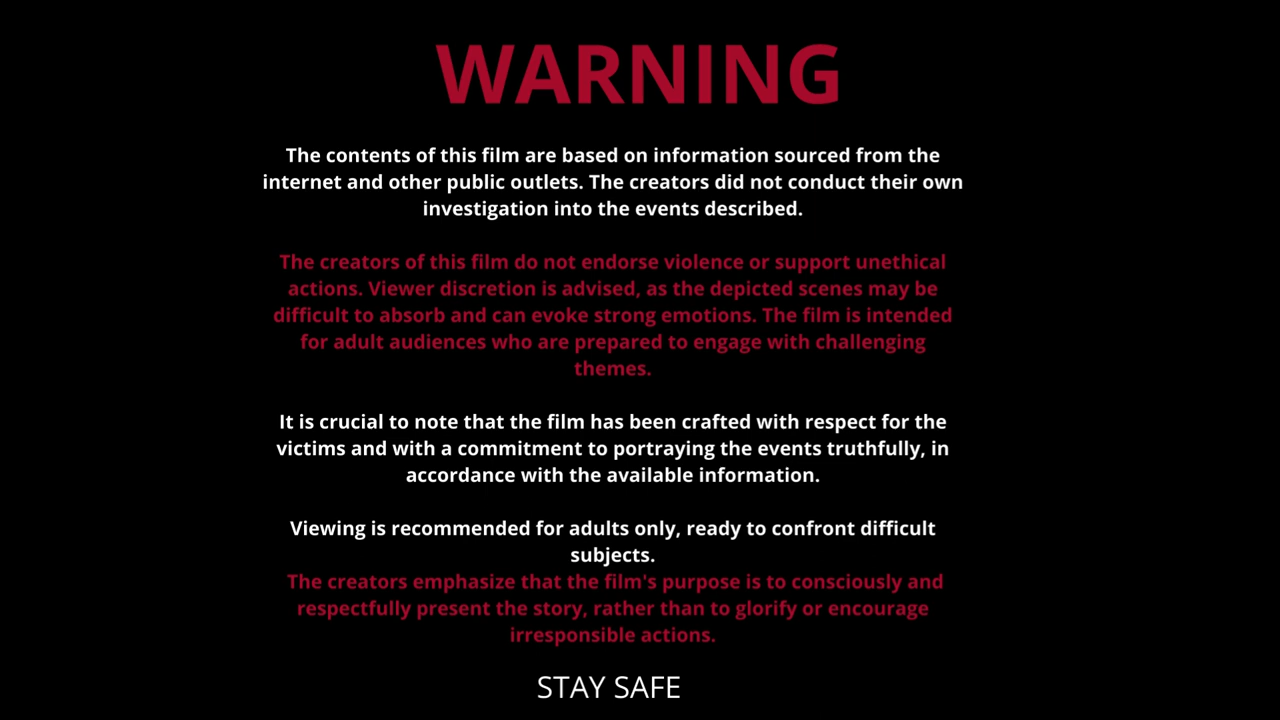 WARNING
The contents of this film are based on information sourced from the
internet and other public outlets. The creators did not conduct their own
investigation into the events described.
The creators of this film do not endorse violence or support unethical
actions. Viewer discretion is advised, as the depicted scenes may be
difficult to absorb and can evoke strong emotions. The film is intended
for adult audiences who are prepared to engage with challenging
themes.
It is crucial to note that the film has been crafted with respect for the
victims and with a commitment to portraying the events truthfully, in
accordance with the available information.
Viewing is recommended for adults only, ready to confront difficult
subjects.
The creators emphasize that the film's purpose is to consciously and
respectfully present the story, rather than to glorify or encourage
irresponsible actions.
STAY SAFE